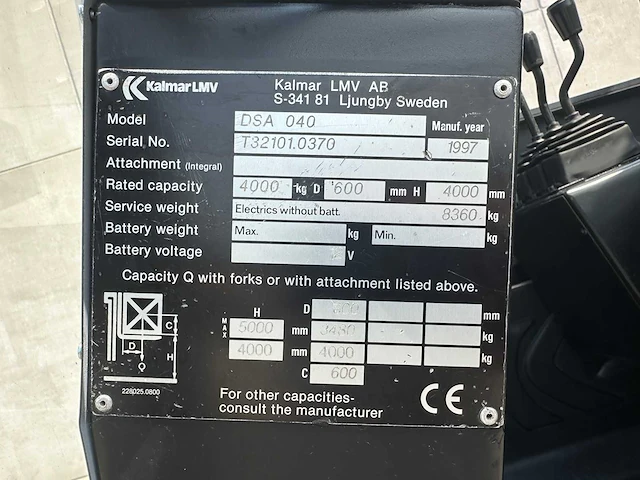 Kalmar LMV
Kalmar LMV AB
S-341 81 Ljungby Sweden
Model DSA 040 Manuf. year
Serial No. T32101.0370 1997
Attachment (Integral)
Rated capacity 4000 kg D 600 mm H 4000 mm
Service weight Electrics without batt. 8360 kg
Battery weight Max. kg Min. kg
Battery voltage V
Capacity Q with forks or with attachment listed above.
H D 600 mm
MAX 5000 mm 3480 kg
4000 mm 4000 kg
C 600
C
D
H
Q
228025.0800
For other capacities-
consult the manufacturer
CE